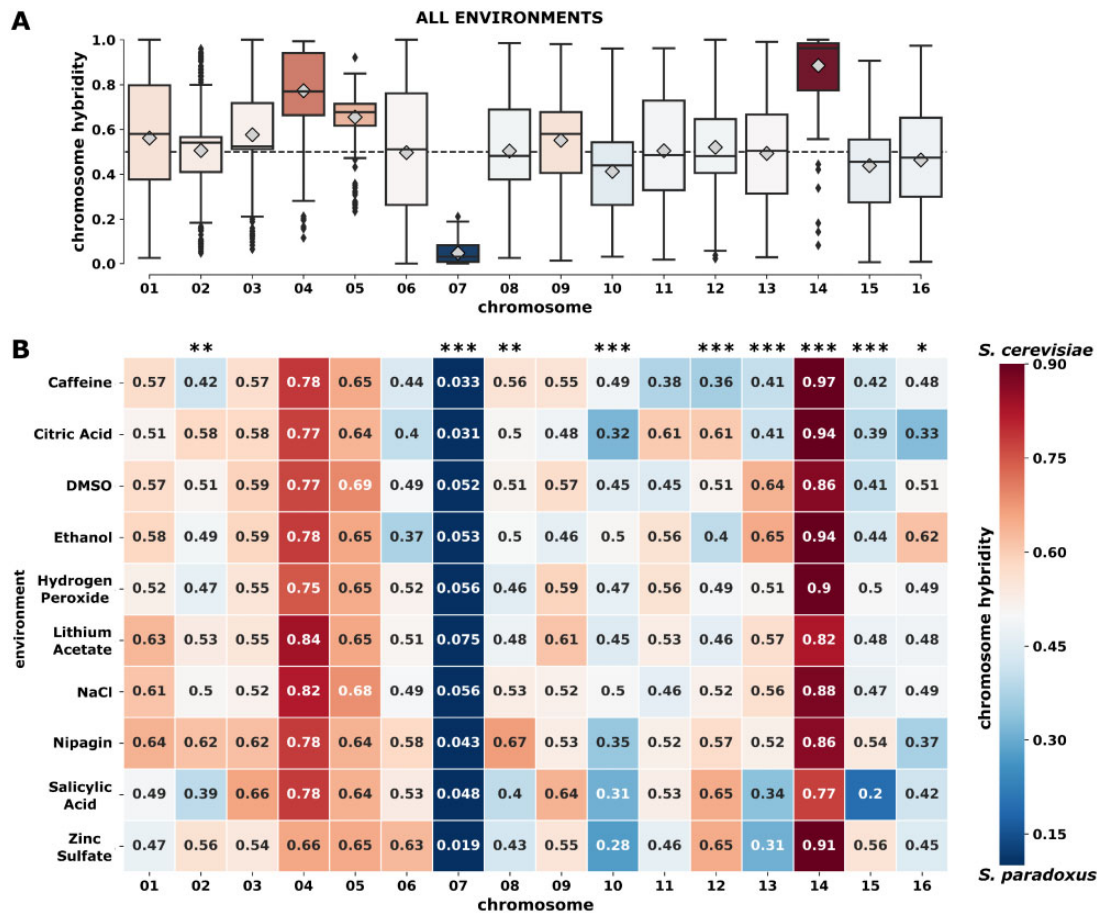 A
ALL ENVIRONMENTS
chromosome hybridity
1.0
0.8
0.6
0.4
0.2
0.0
01 02 03 04 05 06 07 08 09 10 11 12 13 14 15 16
chromosome
B
** *** ** *** *** *** *** *** *
S. cerevisiae
environment
Caffeine 0.57 0.42 0.57 0.78 0.65 0.44 0.033 0.56 0.55 0.49 0.38 0.36 0.41 0.97 0.42 0.48
Citric Acid 0.51 0.58 0.58 0.77 0.64 0.4 0.031 0.5 0.48 0.32 0.61 0.61 0.41 0.94 0.39 0.33
DMSO 0.57 0.51 0.59 0.77 0.69 0.49 0.052 0.51 0.57 0.45 0.45 0.51 0.64 0.86 0.41 0.51
Ethanol 0.58 0.49 0.58 0.78 0.65 0.37 0.053 0.5 0.46 0.5 0.56 0.4 0.65 0.94 0.44 0.62
Hydrogen
Peroxide 0.52 0.47 0.55 0.75 0.65 0.52 0.056 0.46 0.59 0.47 0.56 0.49 0.51 0.9 0.5 0.49
Lithium
Acetate 0.63 0.53 0.55 0.84 0.65 0.51 0.075 0.48 0.61 0.45 0.53 0.46 0.57 0.82 0.48 0.48
NaCl 0.61 0.5 0.52 0.82 0.68 0.49 0.056 0.53 0.52 0.5 0.46 0.52 0.56 0.88 0.47 0.49
Nipagin 0.64 0.62 0.62 0.78 0.64 0.58 0.043 0.67 0.53 0.35 0.52 0.57 0.52 0.86 0.54 0.37
Salicylic
Acid 0.49 0.39 0.66 0.78 0.64 0.53 0.048 0.4 0.64 0.31 0.53 0.65 0.34 0.77 0.2 0.42
Zinc
Sulfate 0.47 0.56 0.54 0.66 0.65 0.63 0.019 0.43 0.55 0.28 0.46 0.65 0.31 0.91 0.56 0.45
01 02 03 04 05 06 07 08 09 10 11 12 13 14 15 16
chromosome
0.90
0.75
0.60
0.45
0.30
0.15
chromosome hybridity
S. paradoxus